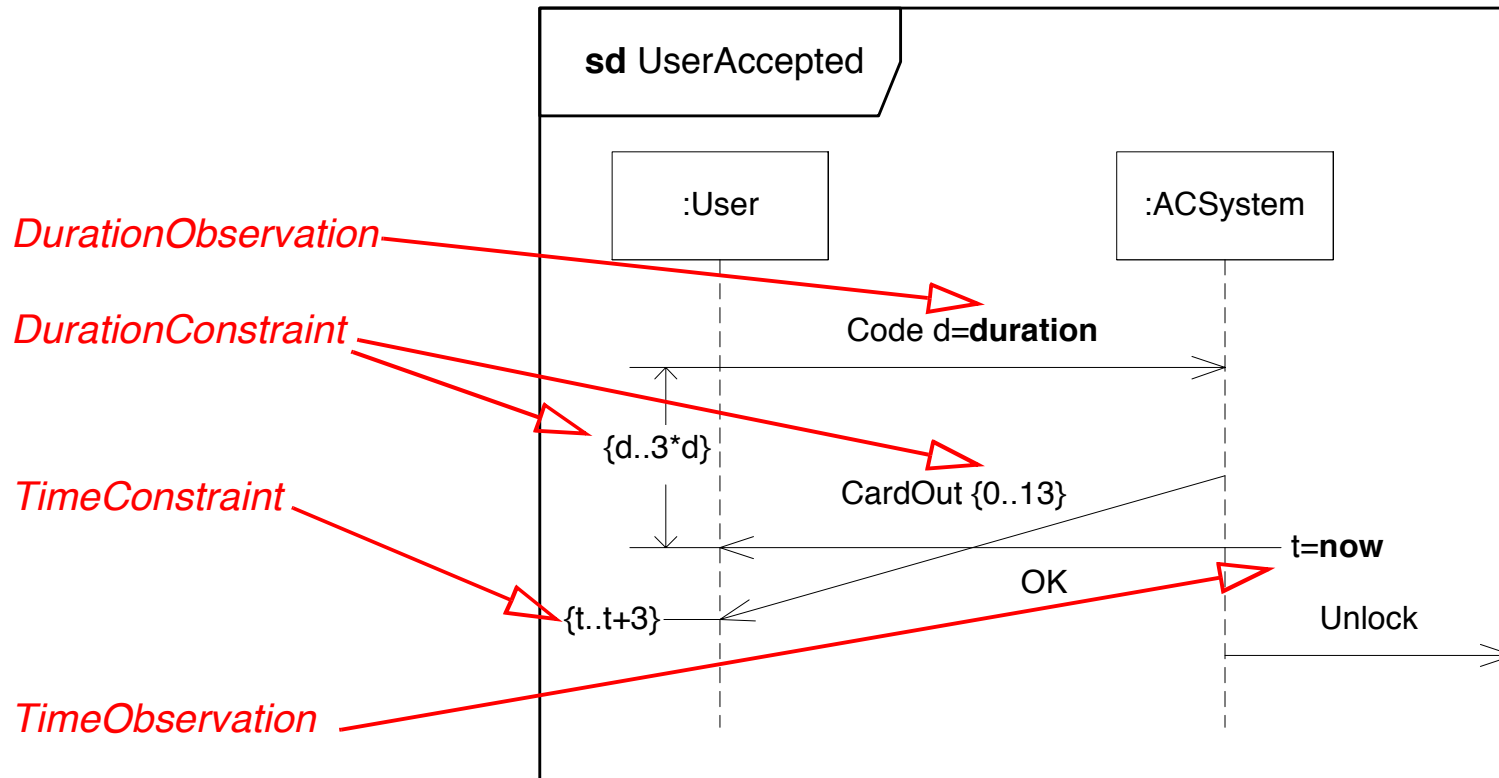 sd UserAccepted
:User
:ACSystem
DurationObservation
DurationConstraint
Code d=duration
{d..3*d}
TimeConstraint
CardOut {0..13}
t=now
OK
{t..t+3}
Unlock
TimeObservation